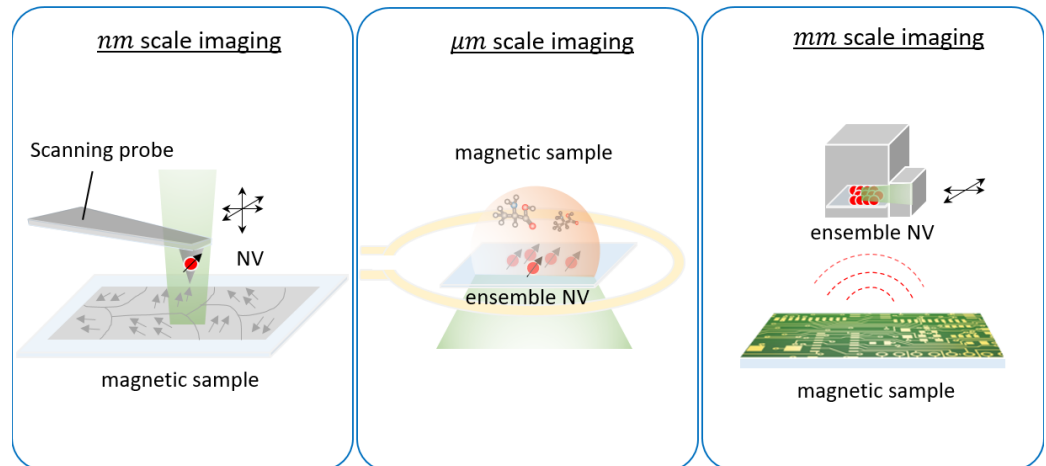 nm scale imaging
Scanning probe
NV
magnetic sample
μm scale imaging
magnetic sample
ensemble NV
mm scale imaging
ensemble NV
magnetic sample